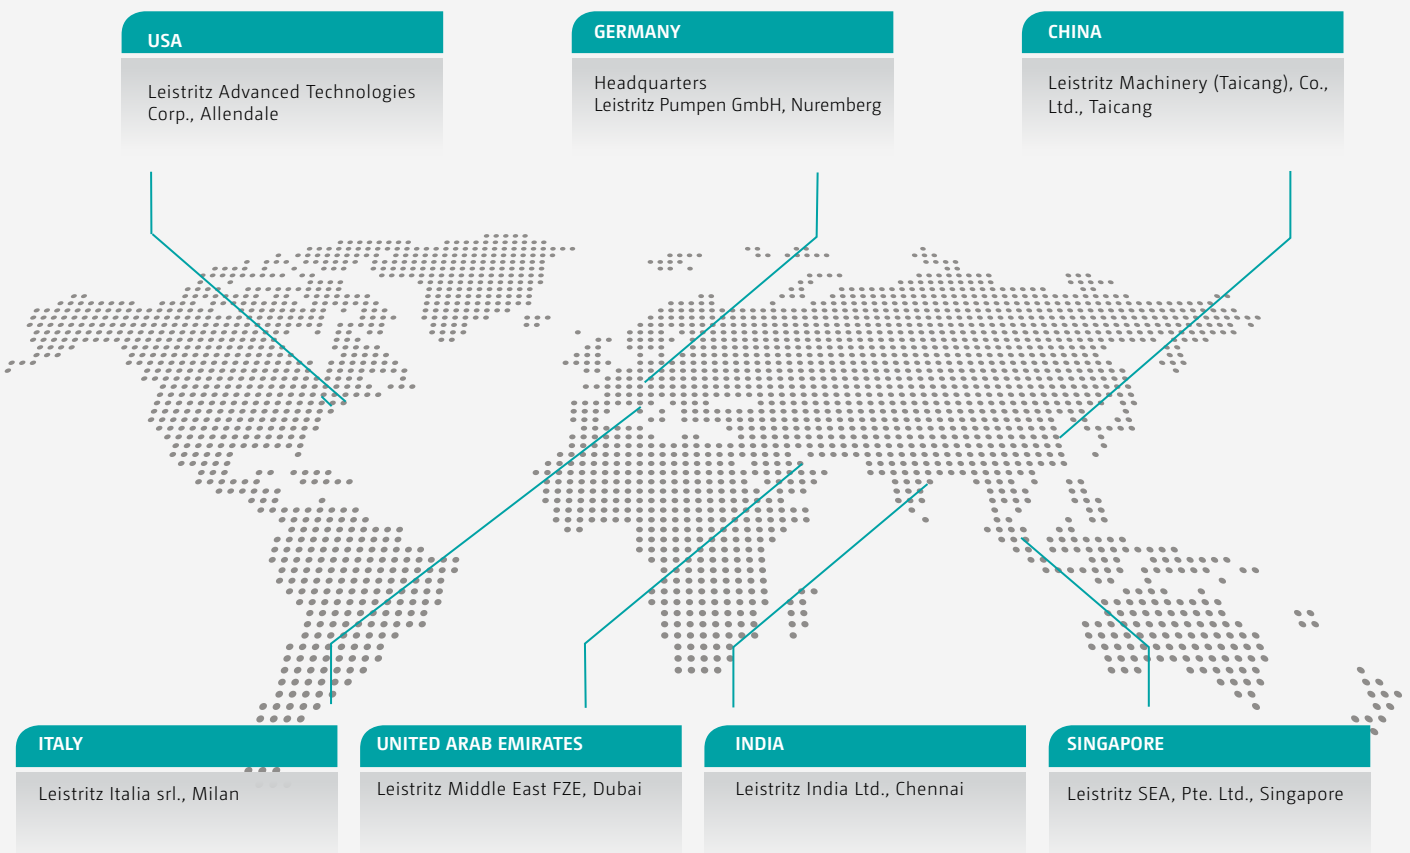 USA
Leistritz Advanced Technologies
Corp., Allendale
GERMANY
Headquarters
Leistritz Pumpen GmbH, Nuremberg
CHINA
Leistritz Machinery (Taicang), Co.,
Ltd., Taicang
ITALY
Leistritz Italia srl., Milan
UNITED ARAB EMIRATES
Leistritz Middle East FZE, Dubai
INDIA
Leistritz India Ltd., Chennai
SINGAPORE
Leistritz SEA, Pte. Ltd., Singapore